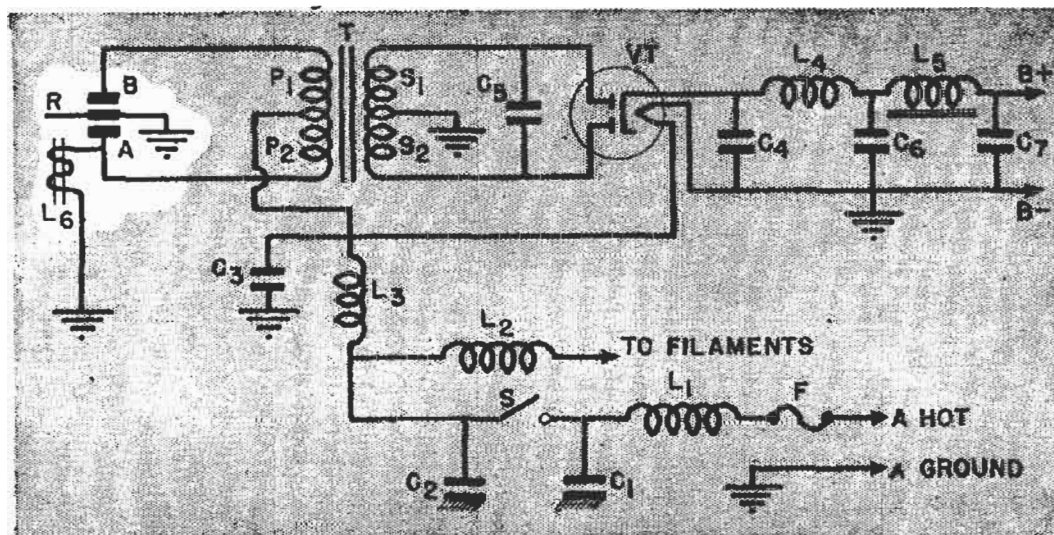 T
VT
B
P1
S1
C5
L4
L5
B+
R
A
P2
S2
C4
C6
C7
L6
B-
C3
L3
L2
TO FILAMENTS
S
L1
F
A HOT
C2
C1
A GROUND